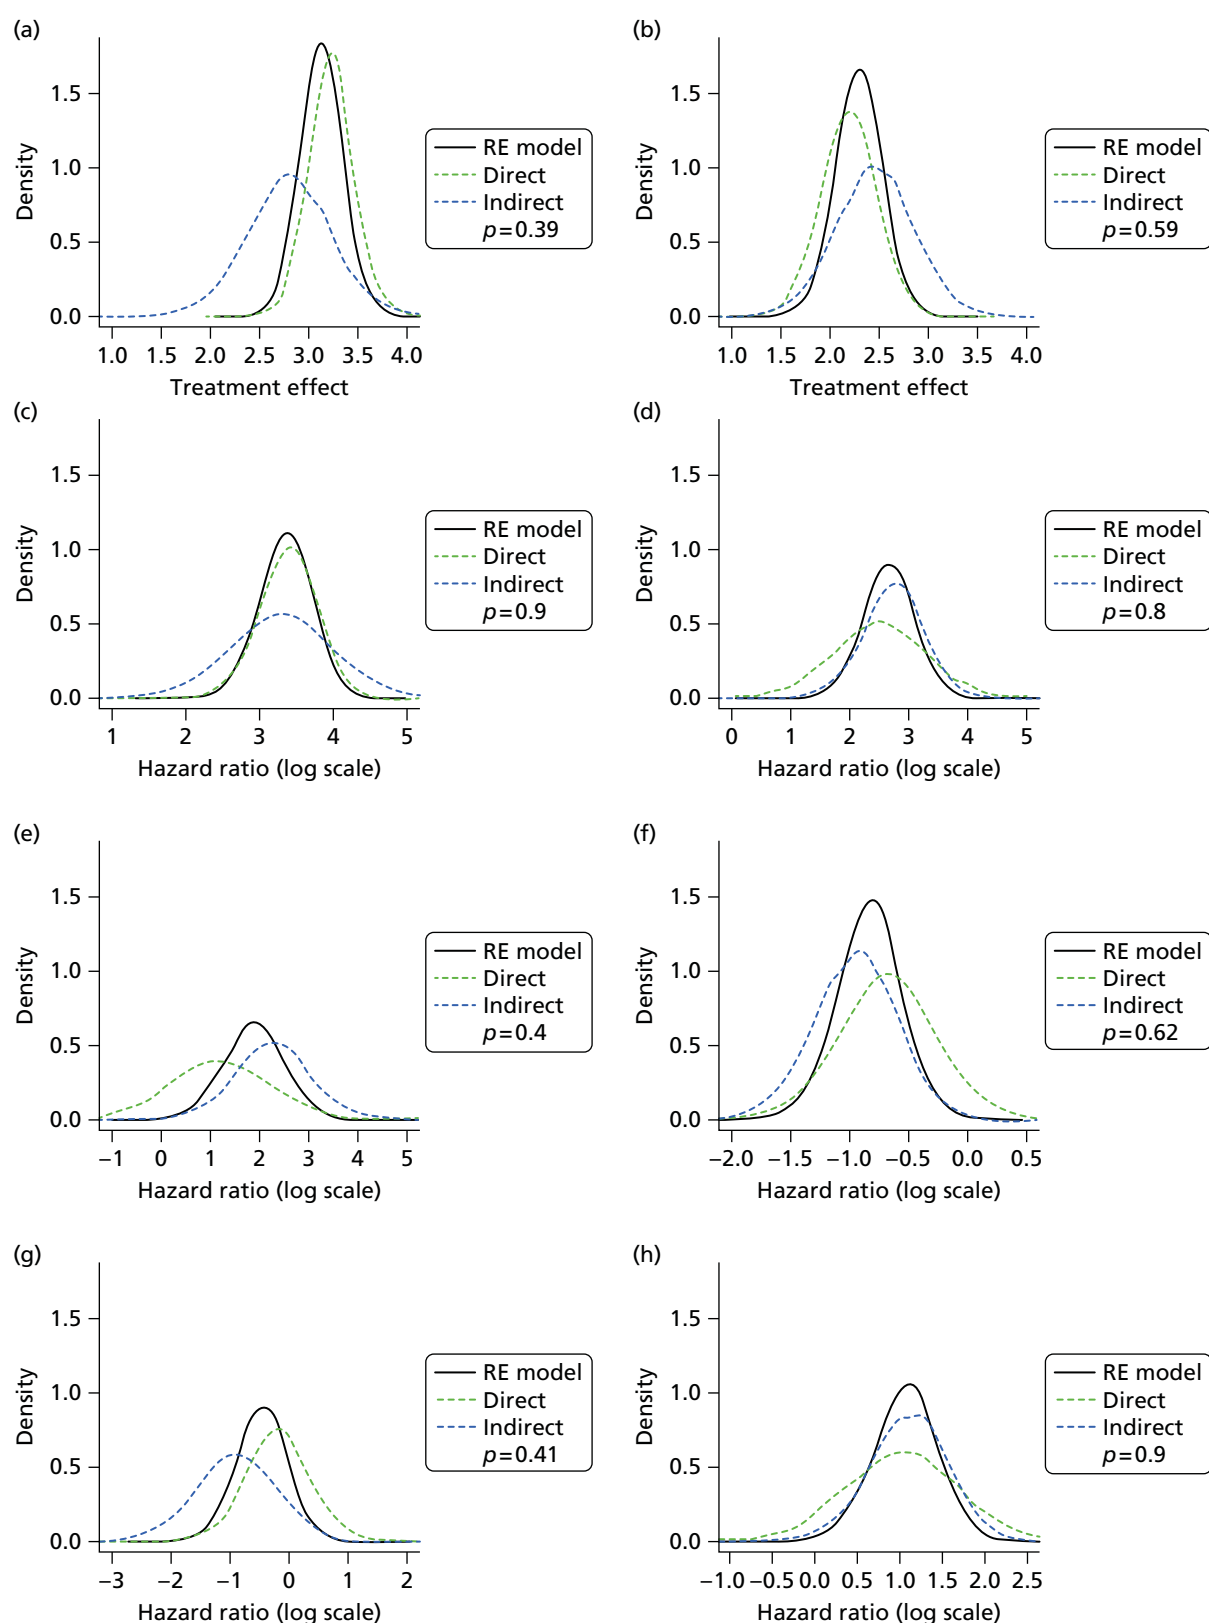 (a)
Density
1.5
1.0
0.5
0.0
1.0 1.5 2.0 2.5 3.0 3.5 4.0
Treatment effect
RE model
Direct
Indirect
p=0.39
(b)
Density
1.5
1.0
0.5
0.0
1.0 1.5 2.0 2.5 3.0 3.5 4.0
Treatment effect
RE model
Direct
Indirect
p=0.59
(c)
Density
1.5
1.0
0.5
0.0
1 2 3 4 5
Hazard ratio (log scale)
RE model
Direct
Indirect
p=0.9
(d)
Density
1.5
1.0
0.5
0.0
0 1 2 3 4 5
Hazard ratio (log scale)
RE model
Direct
Indirect
p=0.8
(e)
Density
1.5
1.0
0.5
0.0
−1 0 1 2 3 4 5
Hazard ratio (log scale)
RE model
Direct
Indirect
p=0.4
(f)
Density
1.5
1.0
0.5
0.0
−2.0 −1.5 −1.0 −0.5 0.0 0.5
Hazard ratio (log scale)
RE model
Direct
Indirect
p=0.62
(g)
Density
1.5
1.0
0.5
0.0
−3 −2 −1 0 1 2
Hazard ratio (log scale)
RE model
Direct
Indirect
p=0.41
(h)
Density
1.5
1.0
0.5
0.0
−1.0 −0.5 0.0 0.5 1.0 1.5 2.0 2.5
Hazard ratio (log scale)
RE model
Direct
Indirect
p=0.9